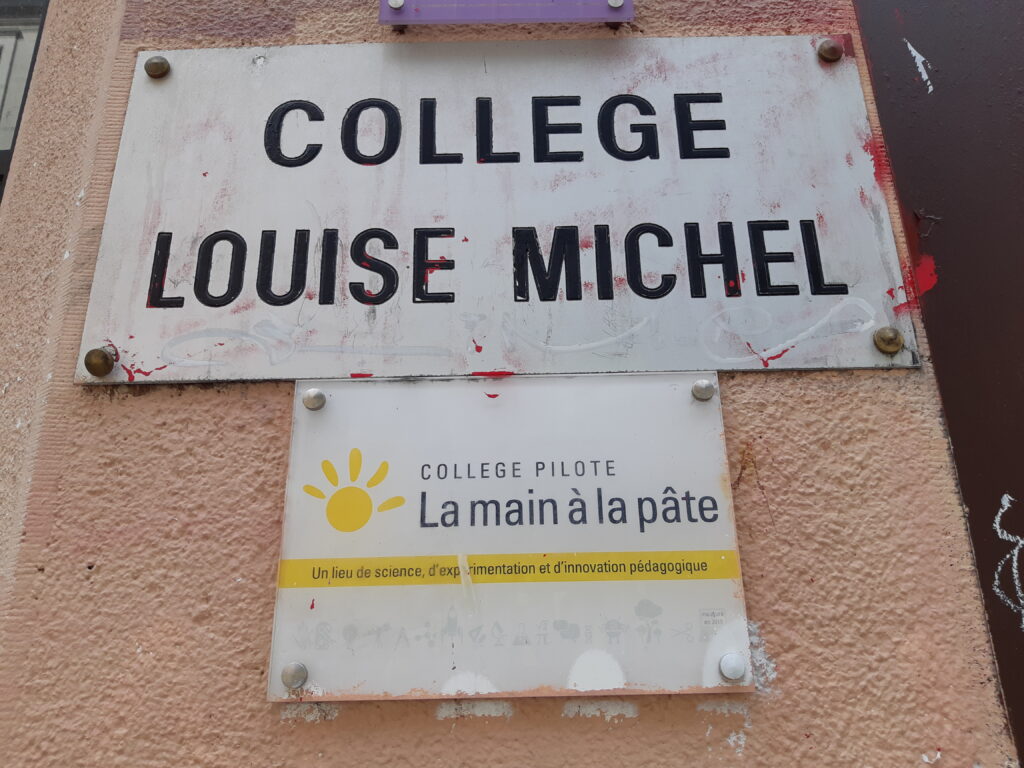 COLLEGE
LOUISE MICHEL
COLLEGE PILOTE
La main à la pâte
Un lieu de science, d'expérimentation et d'innovation pédagogique